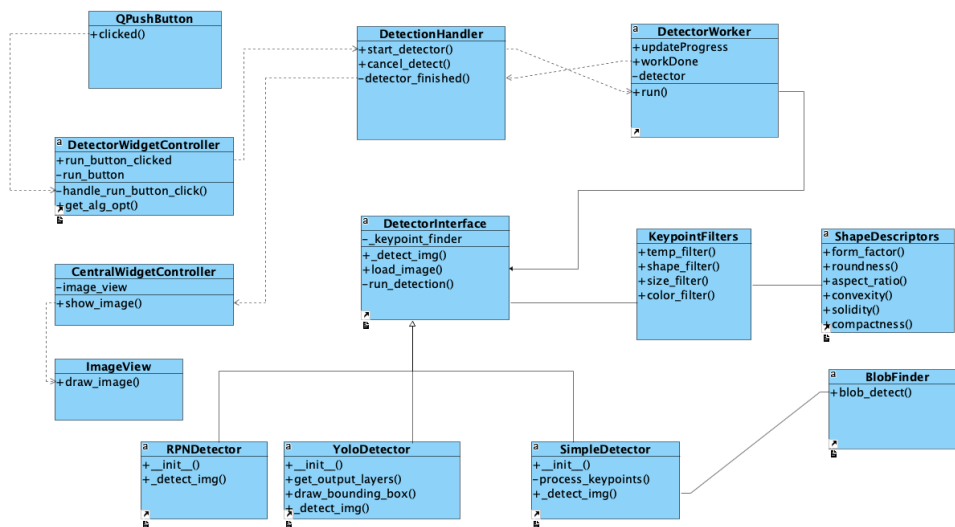 QPushButton
+clicked()
DetectionHandler
+start_detector()
+cancel_detect()
-detector_finished()
a
DetectorWorker
+updateProgress
+workDone
-detector
+run()
a
DetectorWidgetController
+run_button_clicked
-run_button
-handle_run_button_click()
+get_alg_opt()
a
DetectorInterface
-_keypoint_finder
+_detect_img()
+load_image()
-run_detection()
KeypointFilters
+temp_filter()
+shape_filter()
+size_filter()
+color_filter()
a
ShapeDescriptors
+form_factor()
+roundness()
+aspect_ratio()
+convexity()
+solidity()
+compactness()
CentralWidgetController
-image_view
+show_image()
ImageView
+draw_image()
a
BlobFinder
+blob_detect()
a
RPNDetector
+__init__()
+_detect_img()
a
YoloDetector
+__init__()
+get_output_layers()
+draw_bounding_box()
+_detect_img()
a
SimpleDetector
+__init__()
-process_keypoints()
+_detect_img()